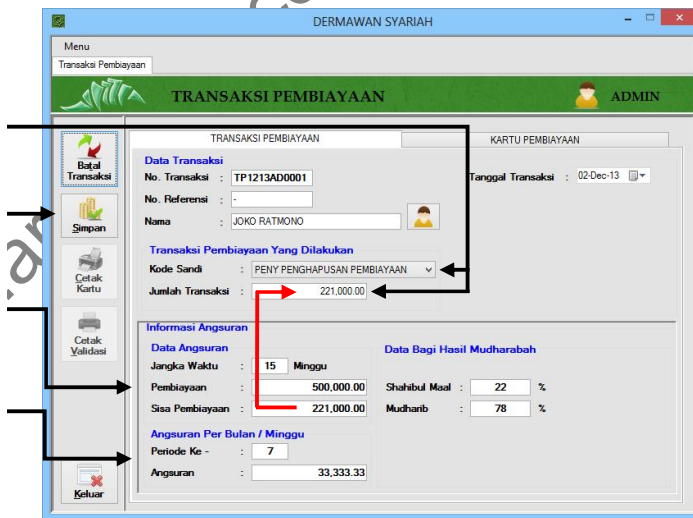 DERMAWAN SYARIAH
Menu
Transaksi Pembiayaan
TRANSAKSI PEMBIAYAAN
ADMIN
Batal Transaksi
Simpan
Cetak Kartu
Cetak Validasi
Keluar
TRANSAKSI PEMBIAYAAN
KARTU PEMBIAYAAN
Data Transaksi
No. Transaksi : TP1213AD0001
Tanggal Transaksi : 02-Dec-13
No. Referensi : -
Nama : JOKO RATMONO
Transaksi Pembiayaan Yang Dilakukan
Kode Sandi : PENY PENGHAPUSAN PEMBIAYAAN
Jumlah Transaksi : 221,000.00
Informasi Angsuran
Data Angsuran
Jangka Waktu : 15 Minggu
Pembiayaan : 500,000.00
Sisa Pembiayaan : 221,000.00
Data Bagi Hasil Mudharabah
Shahibul Maal : 22 %
Mudharib : 78 %
Angsuran Per Bulan / Minggu
Periode Ke - : 7
Angsuran : 33,333.33